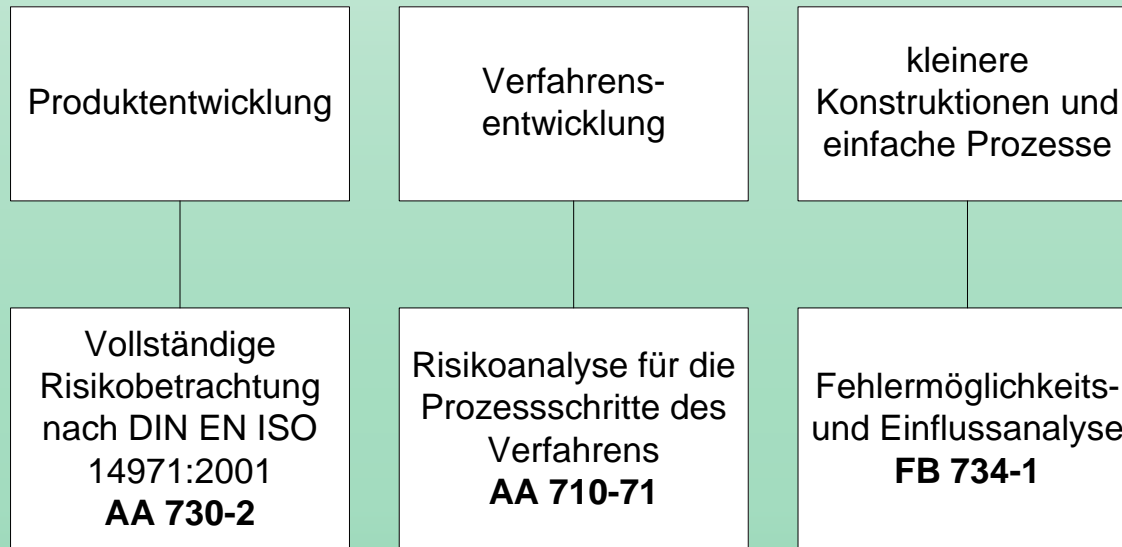 Produktentwicklung
Verfahrens-
entwicklung
kleinere
Konstruktionen und
einfache Prozesse
Vollständige
Risikobetrachtung
nach DIN EN ISO
14971:2001
AA 730-2
Risikoanalyse für die
Prozessschritte des
Verfahrens
AA 710-71
Fehlermöglichkeits-
und Einflussanalyse
FB 734-1